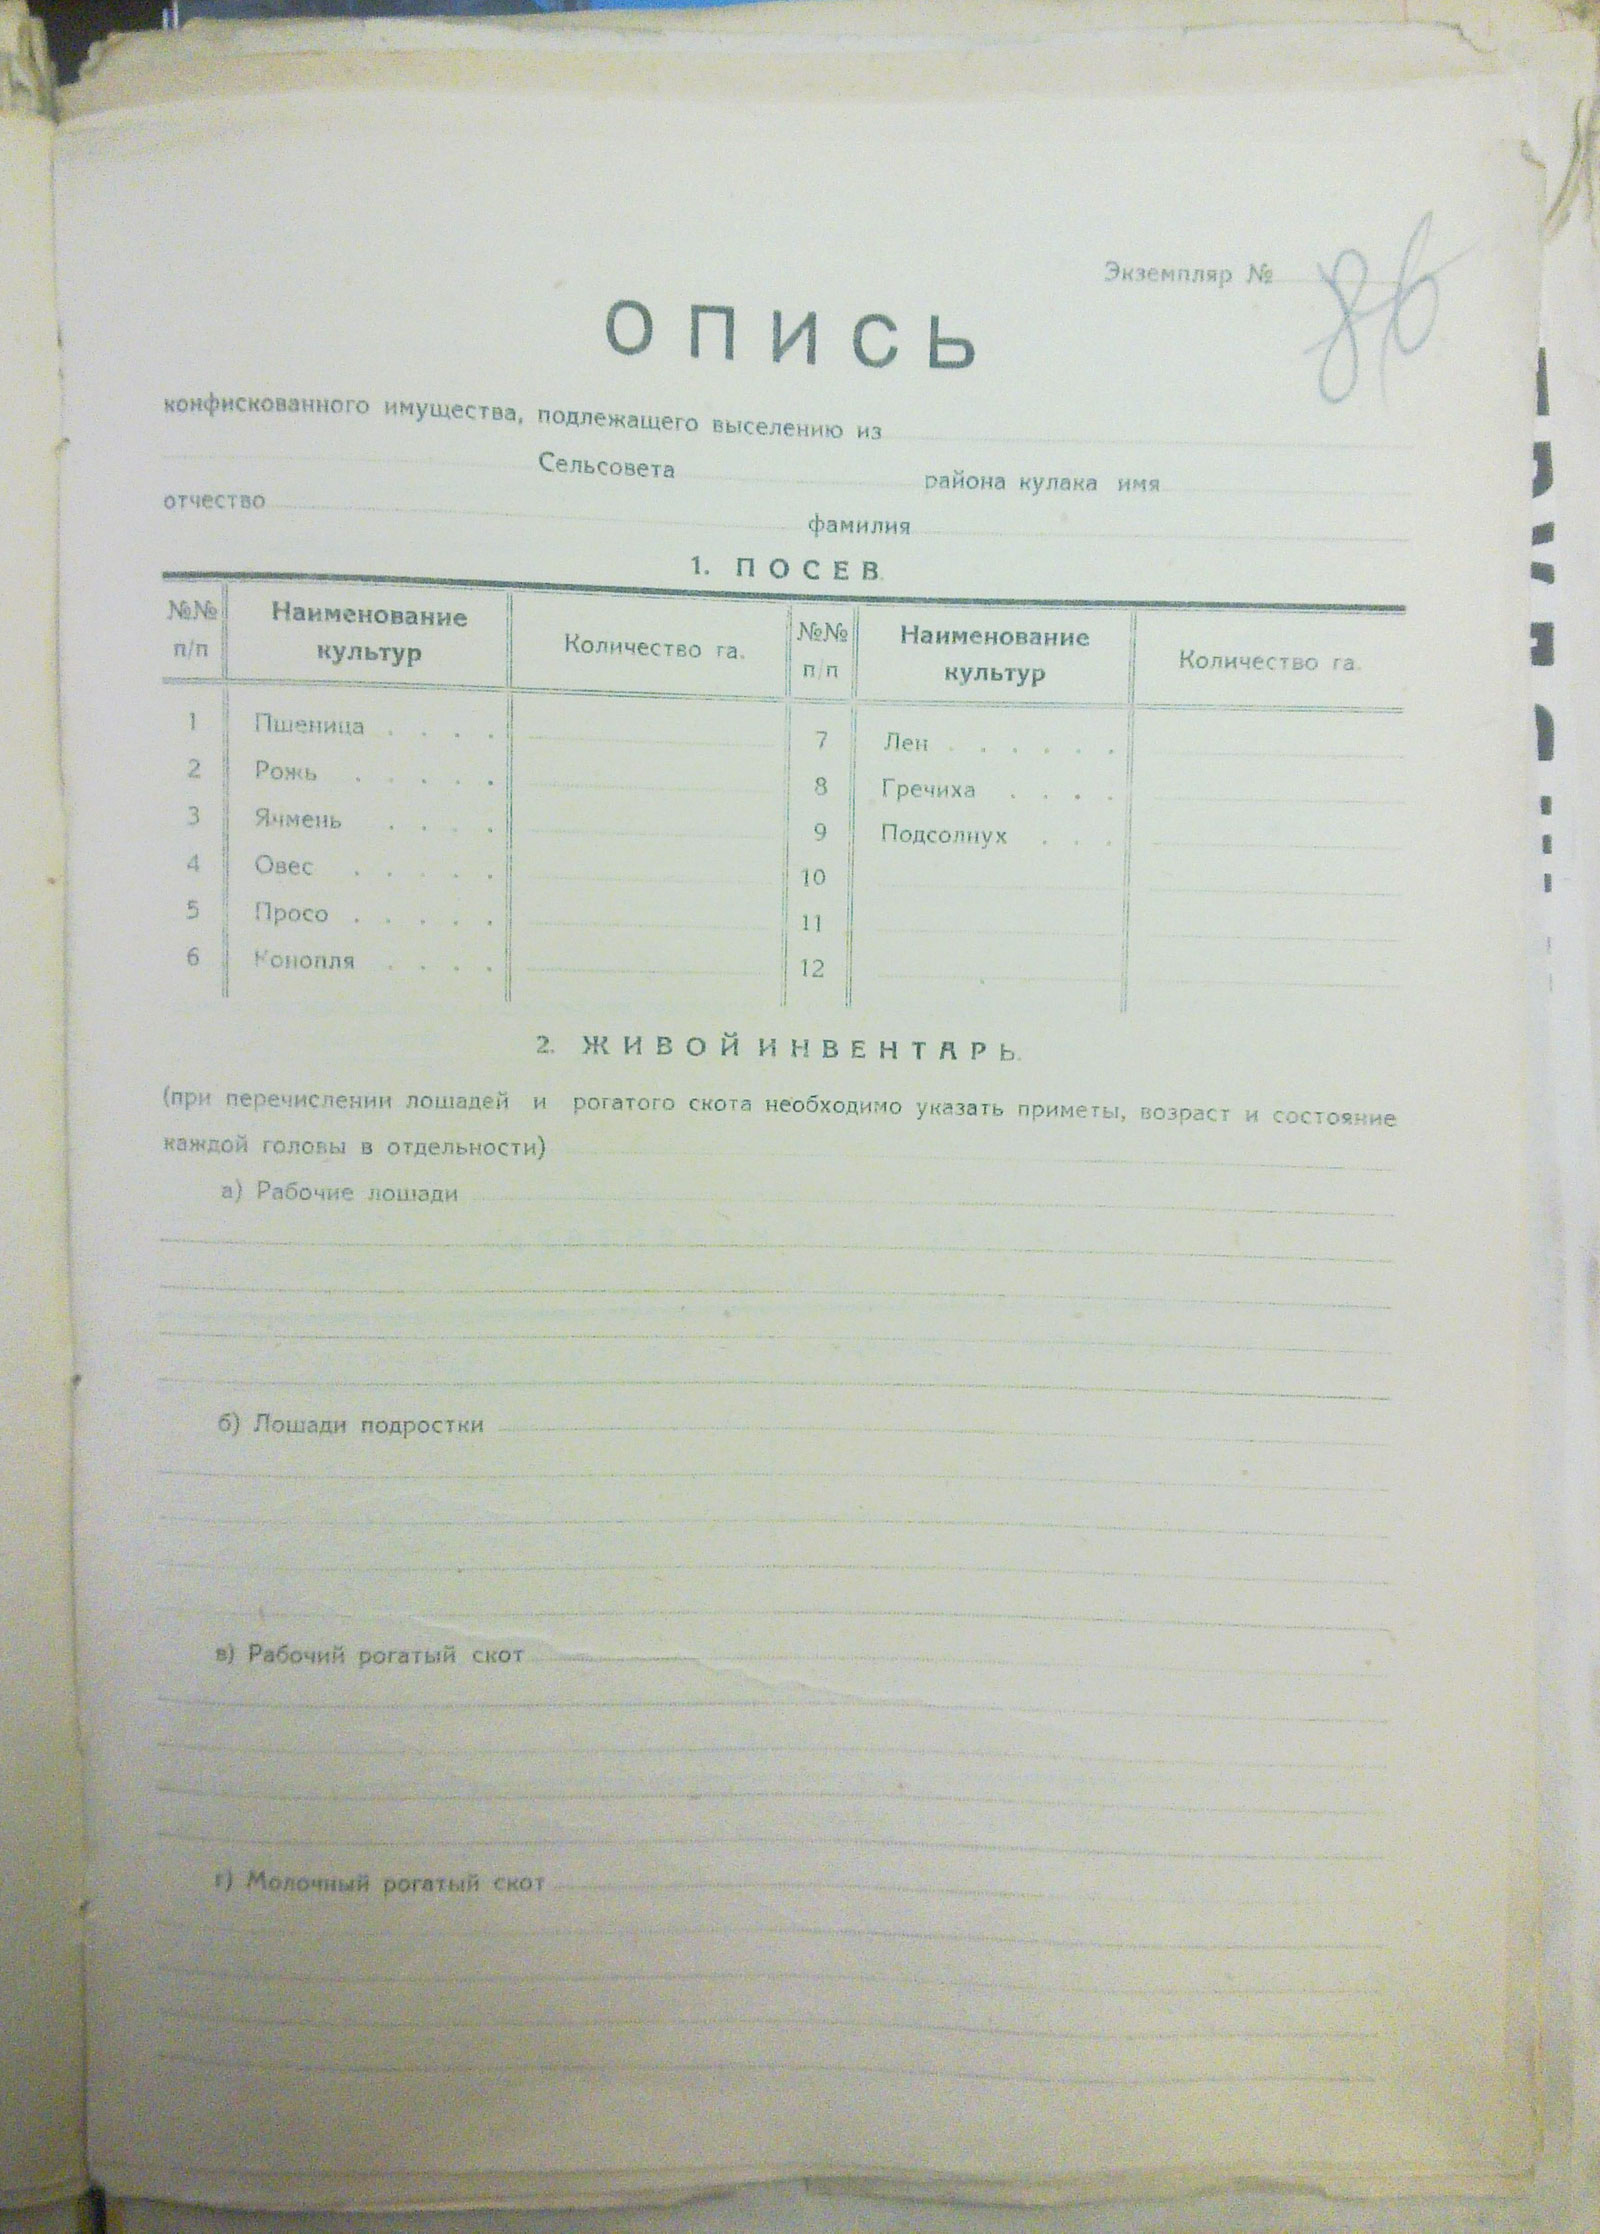 Экземпляр №
86
ОПИСЬ
конфискованного имущества, подлежащего выселению из
Сельсовета района кулака имя
отчество фамилия
1. ПОСЕВ.
№№ п/п Наименование культур Количество га. №№ п/п Наименование культур Количество га.
1 Пшеница . . . . 7 Лен . . . . . .
2 Рожь . . . . . 8 Гречиха . . . .
3 Ячмень . . . . 9 Подсолнух . . .
4 Овес . . . . . 10
5 Просо . . . . . 11
6 Конопля . . . . 12
2. ЖИВОЙ ИНВЕНТАРЬ.
(при перечислении лошадей и рогатого скота необходимо указать приметы, возраст и состояние
каждой головы в отдельности)
а) Рабочие лошади
б) Лошади подростки
в) Рабочий рогатый скот
г) Молочный рогатый скот